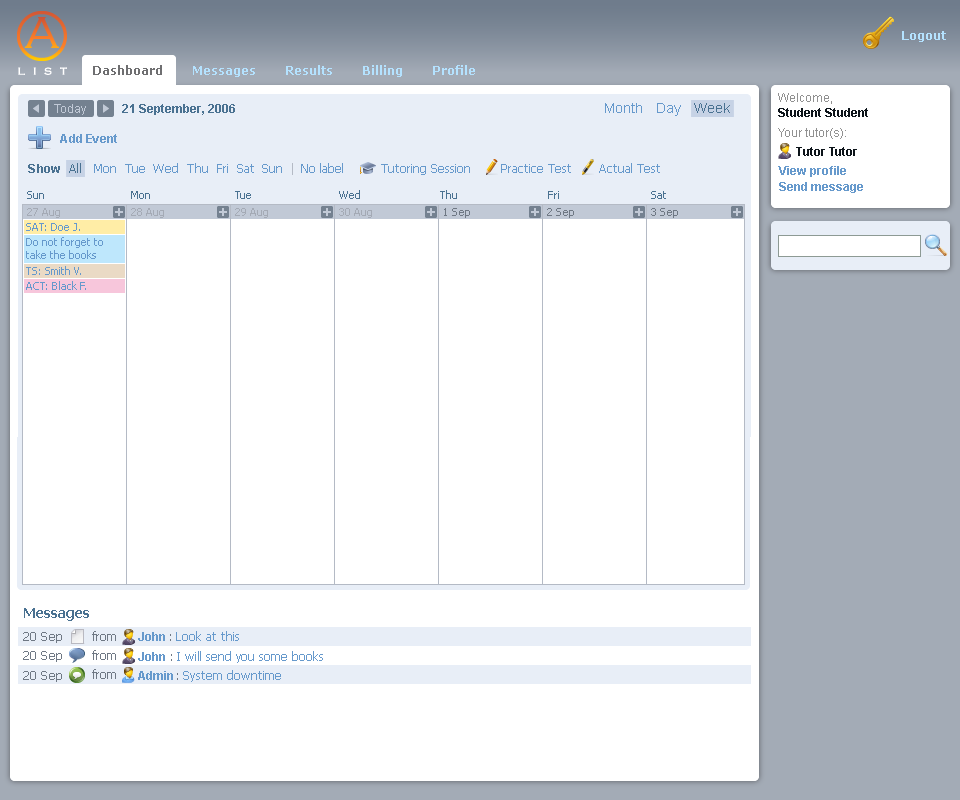 A
LIST
Dashboard Messages Results Billing Profile
Logout
Today 21 September, 2006 Month Day Week
Add Event
Show All Mon Tue Wed Thu Fri Sat Sun | No label Tutoring Session Practice Test Actual Test
Sun Mon Tue Wed Thu Fri Sat
27 Aug 28 Aug 29 Aug 30 Aug 1 Sep 2 Sep 3 Sep
SAT: Doe J.
Do not forget to
take the books
TS: Smith V.
ACT: Black F.
Messages
20 Sep from John : Look at this
20 Sep from John : I will send you some books
20 Sep from Admin : System downtime
Welcome,
Student Student
Your tutor(s):
Tutor Tutor
View profile
Send message